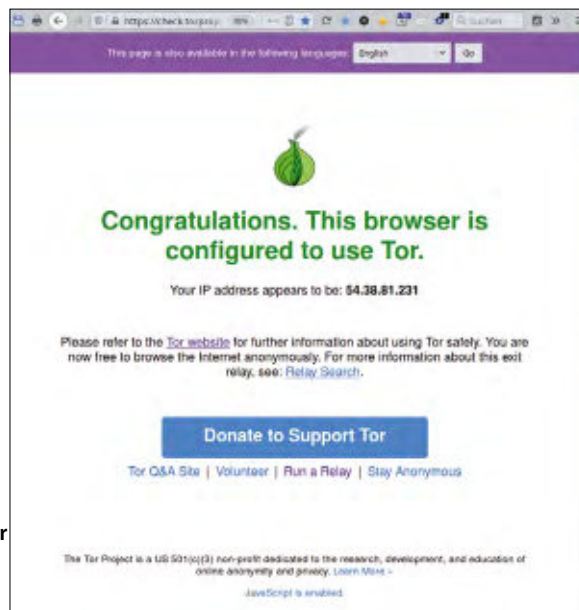 https://check.torproj
90%
Suchen
This page is also available in the following languages: English Go
Congratulations. This browser is
configured to use Tor.
Your IP address appears to be: 54.38.81.231
Please refer to the Tor website for further information about using Tor safely. You are
now free to browse the Internet anonymously. For more information about this exit
relay, see: Relay Search.
Donate to Support Tor
Tor Q&A Site | Volunteer | Run a Relay | Stay Anonymous
r
The Tor Project is a US 501(c)(3) non-profit dedicated to the research, development, and education of
online anonymity and privacy. Learn More »
JavaScript is enabled.